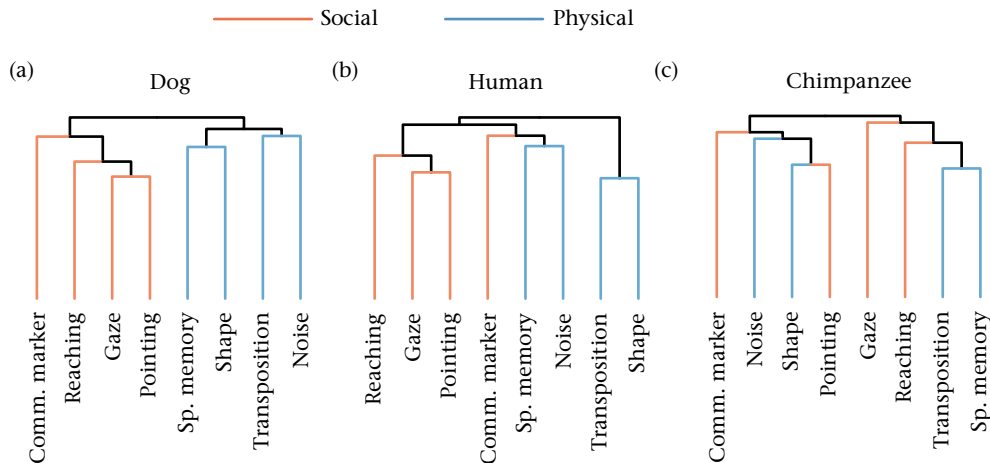 Social
Physical
(a)
Dog
(b)
Human
(c)
Chimpanzee
Comm. marker
Reaching
Gaze
Pointing
Sp. memory
Shape
Transposition
Noise
Reaching
Gaze
Pointing
Comm. marker
Sp. memory
Noise
Transposition
Shape
Comm. marker
Noise
Shape
Pointing
Gaze
Reaching
Transposition
Sp. memory